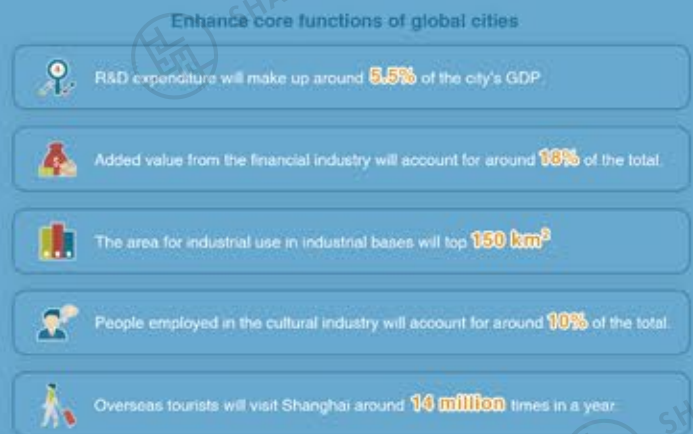 Enhance core functions of global cities
R&D expenditure will make up around 5.5% of the city's GDP.
Added value from the financial industry will account for around 18% of the total.
The area for industrial use in industrial bases will top 150 km²
People employed in the cultural industry will account for around 10% of the total.
Overseas tourists will visit Shanghai around 14 million times in a year.